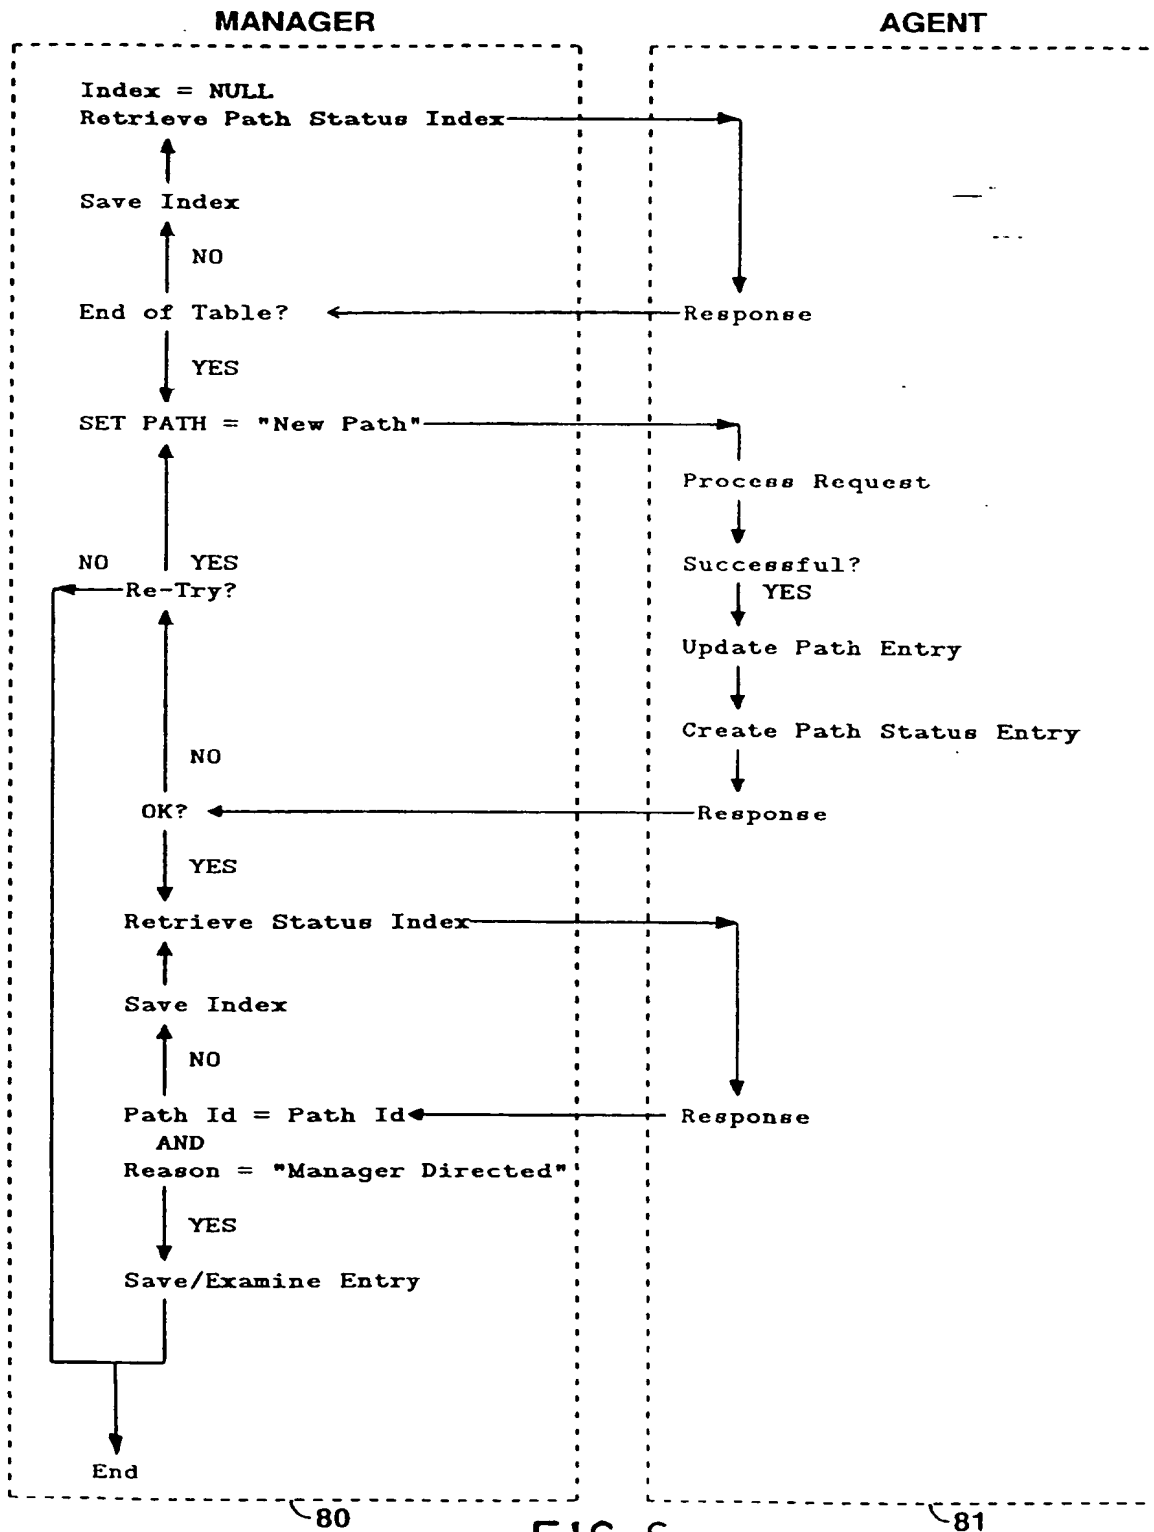 MANAGER
AGENT
Index = NULL
Retrieve Path Status Index
Save Index
NO
End of Table?
Response
YES
SET PATH = "New Path"
Process Request
NO YES
Successful?
Re-Try?
YES
Update Path Entry
Create Path Status Entry
NO
OK?
Response
YES
Retrieve Status Index
Save Index
NO
Path Id = Path Id
Response
AND
Reason = "Manager Directed"
YES
Save/Examine Entry
End
80
81